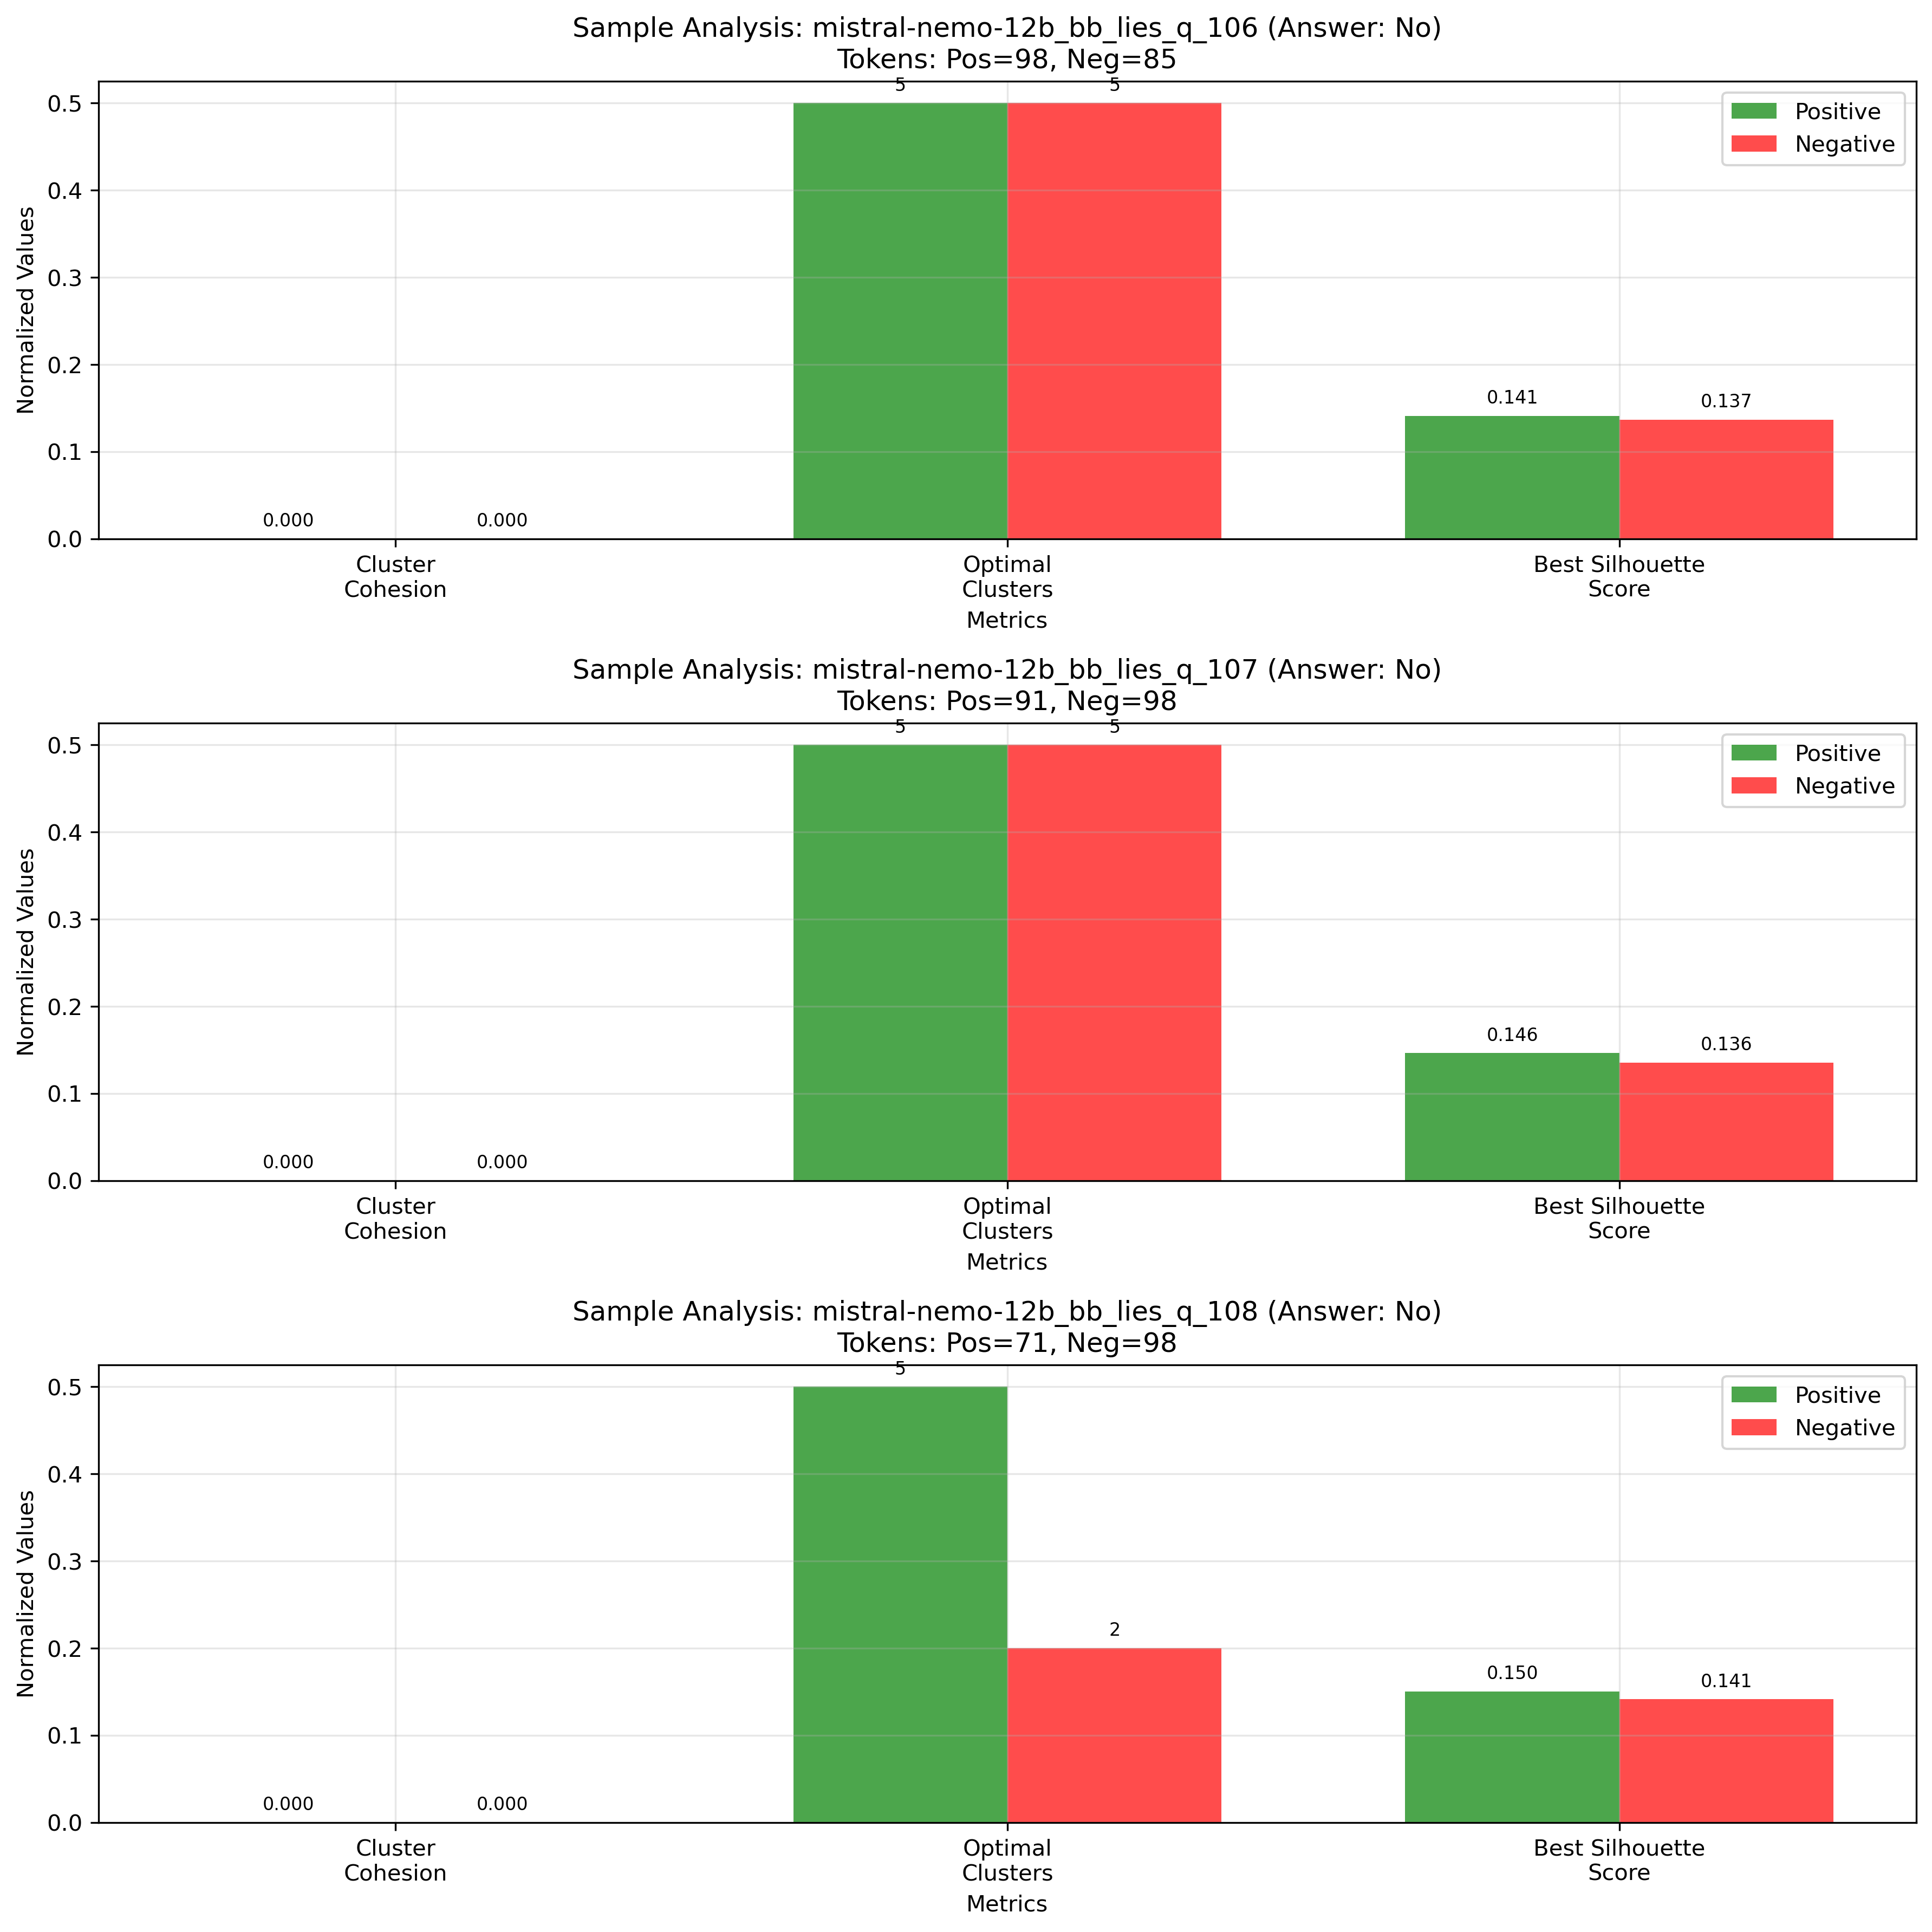 Sample Analysis: mistral-nemo-12b_bb_lies_q_106 (Answer: No)
Tokens: Pos=98, Neg=85
5 5
0.5
Positive
Negative
0.4
Normalized Values
0.3
0.2
0.141 0.137
0.1
0.000 0.000
0.0
Cluster Optimal Best Silhouette
Cohesion Clusters Score
Metrics
Sample Analysis: mistral-nemo-12b_bb_lies_q_107 (Answer: No)
Tokens: Pos=91, Neg=98
5 5
0.5
Positive
Negative
0.4
Normalized Values
0.3
0.2
0.146 0.136
0.1
0.000 0.000
0.0
Cluster Optimal Best Silhouette
Cohesion Clusters Score
Metrics
Sample Analysis: mistral-nemo-12b_bb_lies_q_108 (Answer: No)
Tokens: Pos=71, Neg=98
5
0.5
Positive
Negative
0.4
Normalized Values
0.3
2
0.2
0.150 0.141
0.1
0.000 0.000
0.0
Cluster Optimal Best Silhouette
Cohesion Clusters Score
Metrics